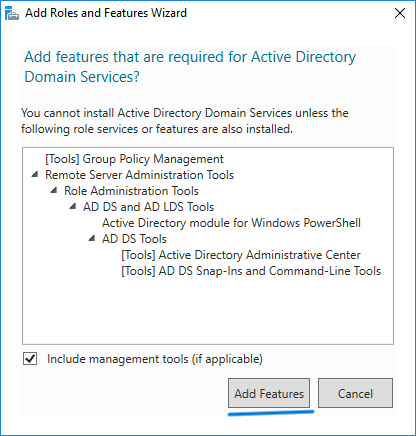 Add Roles and Features Wizard
Add features that are required for Active Directory
Domain Services?
You cannot install Active Directory Domain Services unless the
following role services or features are also installed.
[Tools] Group Policy Management
Remote Server Administration Tools
Role Administration Tools
AD DS and AD LDS Tools
Active Directory module for Windows PowerShell
AD DS Tools
[Tools] Active Directory Administrative Center
[Tools] AD DS Snap-Ins and Command-Line Tools
Include management tools (if applicable)
Add Features Cancel